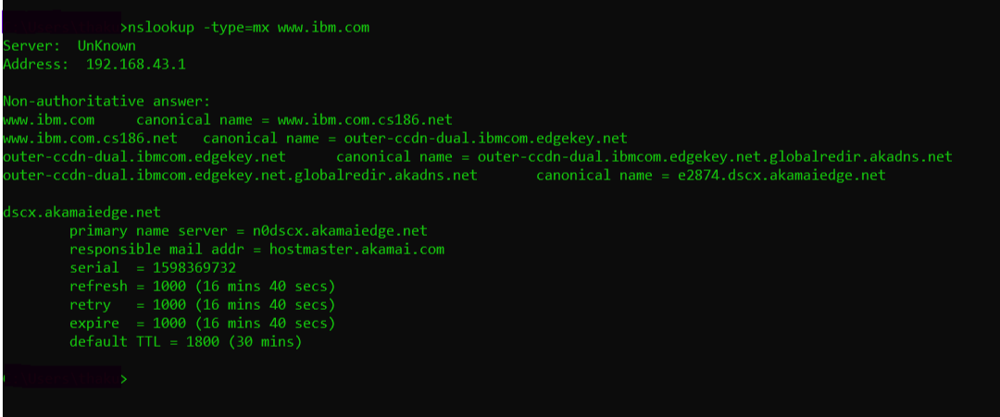 >nslookup -type=mx www.ibm.com
Server:  UnKnown
Address:  192.168.43.1
Non-authoritative answer:
www.ibm.com     canonical name = www.ibm.com.cs186.net
www.ibm.com.cs186.net   canonical name = outer-ccdn-dual.ibmcom.edgekey.net
outer-ccdn-dual.ibmcom.edgekey.net      canonical name = outer-ccdn-dual.ibmcom.edgekey.net.globalredir.akadns.net
outer-ccdn-dual.ibmcom.edgekey.net.globalredir.akadns.net       canonical name = e2874.dscx.akamaiedge.net
dscx.akamaiedge.net
        primary name server = n0dscx.akamaiedge.net
        responsible mail addr = hostmaster.akamai.com
        serial  = 1598369732
        refresh = 1000 (16 mins 40 secs)
        retry   = 1000 (16 mins 40 secs)
        expire  = 1000 (16 mins 40 secs)
        default TTL = 1800 (30 mins)
>